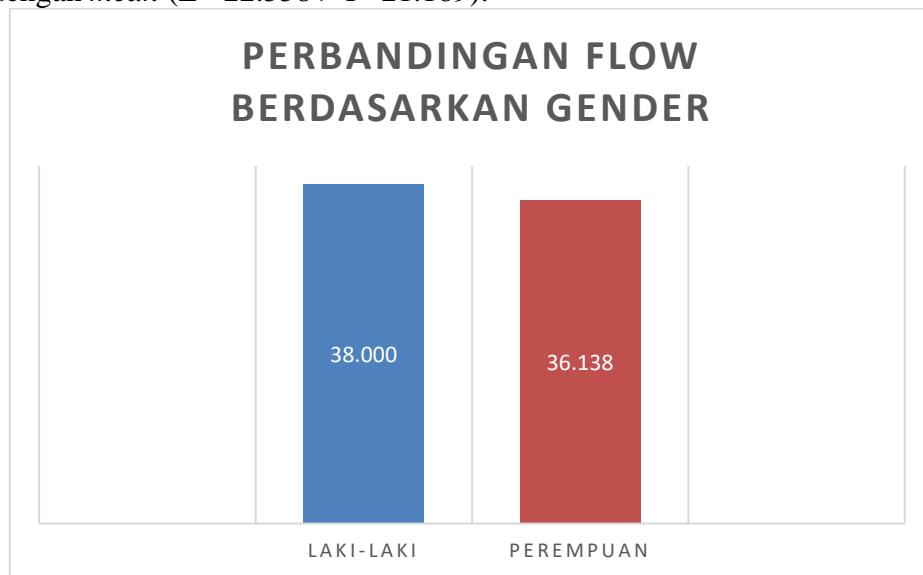 PERBANDINGAN FLOW
BERDASARKAN GENDER
38.000
36.138
LAKI-LAKI
PEREMPUAN